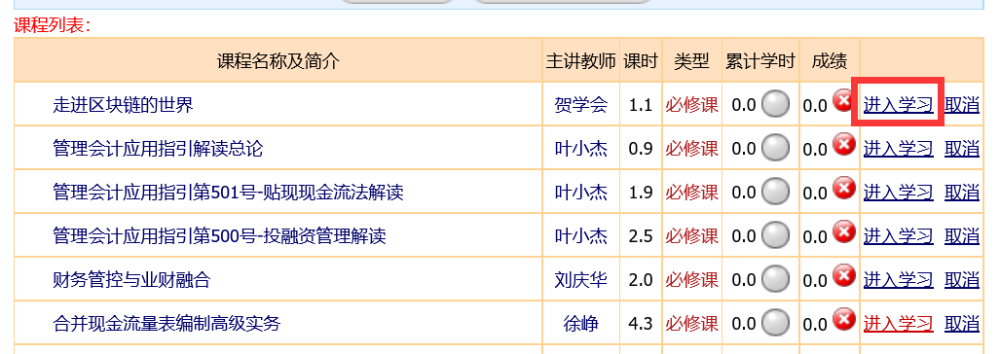 课程列表：
课程名称及简介 主讲教师 课时 类型 累计学时 成绩
走进区块链的世界 贺学会 1.1 必修课 0.0 0.0 进入学习 取消
管理会计应用指引解读总论 叶小杰 0.9 必修课 0.0 0.0 进入学习 取消
管理会计应用指引第501号-贴现现金流法解读 叶小杰 1.9 必修课 0.0 0.0 进入学习 取消
管理会计应用指引第500号-投融资管理解读 叶小杰 2.5 必修课 0.0 0.0 进入学习 取消
财务管控与业财融合 刘庆华 2.0 必修课 0.0 0.0 进入学习 取消
合并现金流量表编制高级实务 徐峥 4.3 必修课 0.0 0.0 进入学习 取消